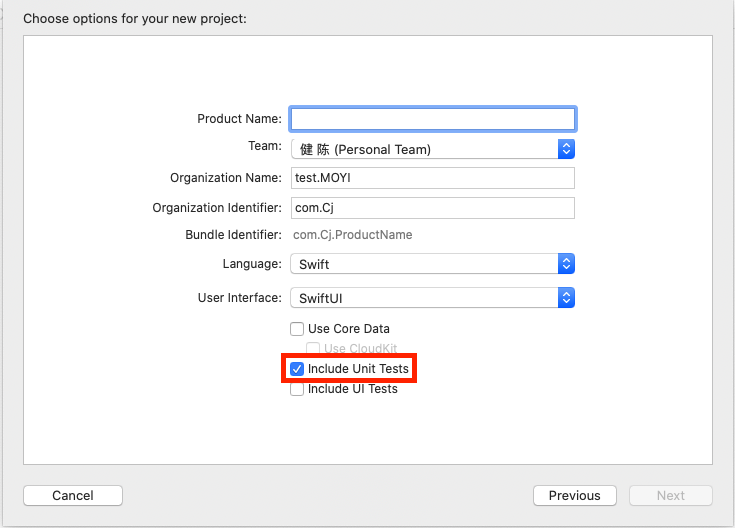 Choose options for your new project:
Product Name:
Team: 健 陈 (Personal Team)
Organization Name: test.MOYI
Organization Identifier: com.Cj
Bundle Identifier: com.Cj.ProductName
Language: Swift
User Interface: SwiftUI
Use Core Data
Use CloudKit
Include Unit Tests
Include UI Tests
Cancel Previous Next